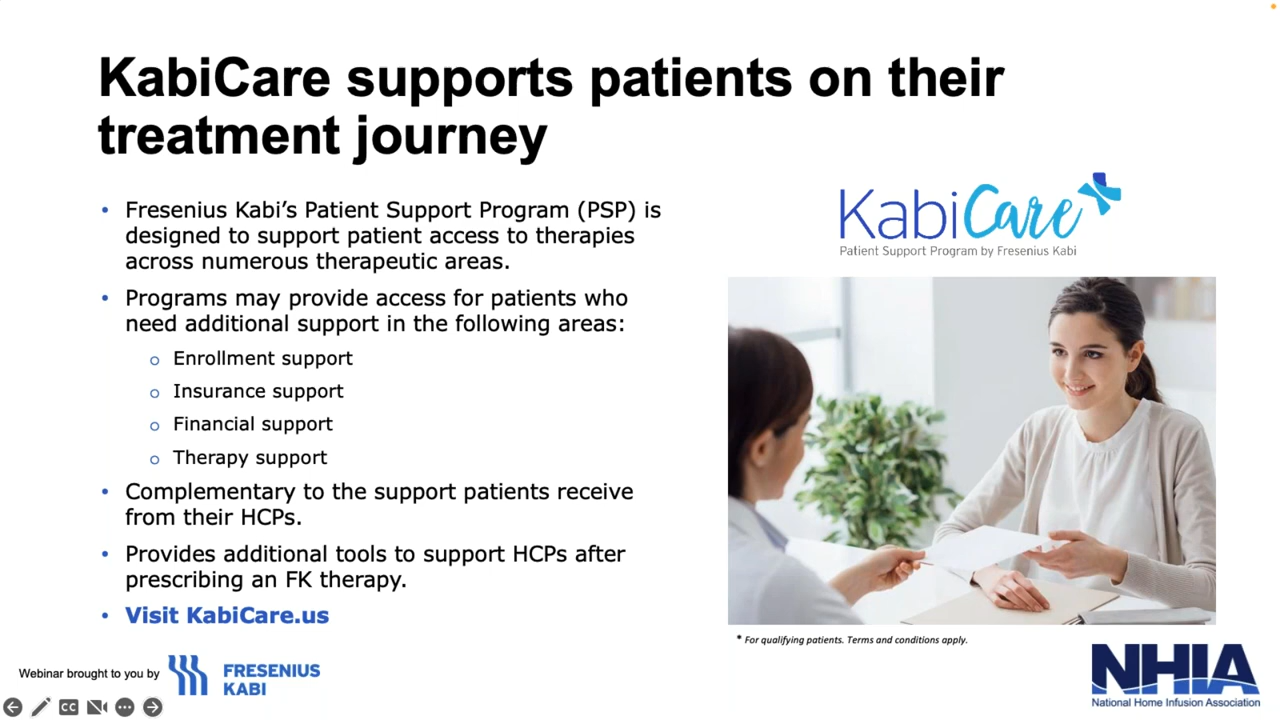 KabiCare supports patients on their
treatment journey
• Fresenius Kabi’s Patient Support Program (PSP) is
designed to support patient access to therapies
across numerous therapeutic areas.
• Programs may provide access for patients who
need additional support in the following areas:
o Enrollment support
o Insurance support
o Financial support
o Therapy support
• Complementary to the support patients receive
from their HCPs.
• Provides additional tools to support HCPs after
prescribing an FK therapy.
• Visit KabiCare.us
KabiCare
Patient Support Program by Fresenius Kabi
* For qualifying patients. Terms and conditions apply.
Webinar brought to you by
FRESENIUS
KABI
NHIA
National Home Infusion Association
CC